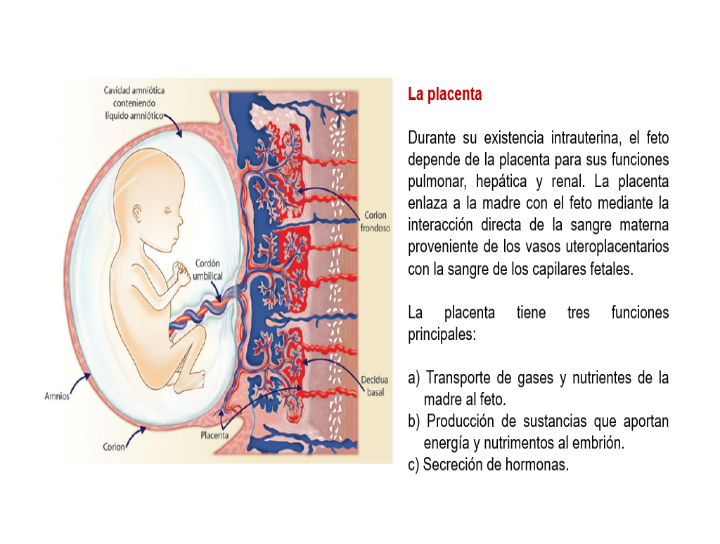 Cavidad amniótica
conteniendo
líquido amniótico
Corion
frondoso
Cordón
umbilical
Decidua
basal
Amnios
Placenta
Corion
La placenta
Durante su existencia intrauterina, el feto
depende de la placenta para sus funciones
pulmonar, hepática y renal. La placenta
enlaza a la madre con el feto mediante la
interacción directa de la sangre materna
proveniente de los vasos uteroplacentarios
con la sangre de los capilares fetales.
La placenta tiene tres funciones
principales:
a) Transporte de gases y nutrientes de la
madre al feto.
b) Producción de sustancias que aportan
energía y nutrimentos al embrión.
c) Secreción de hormonas.